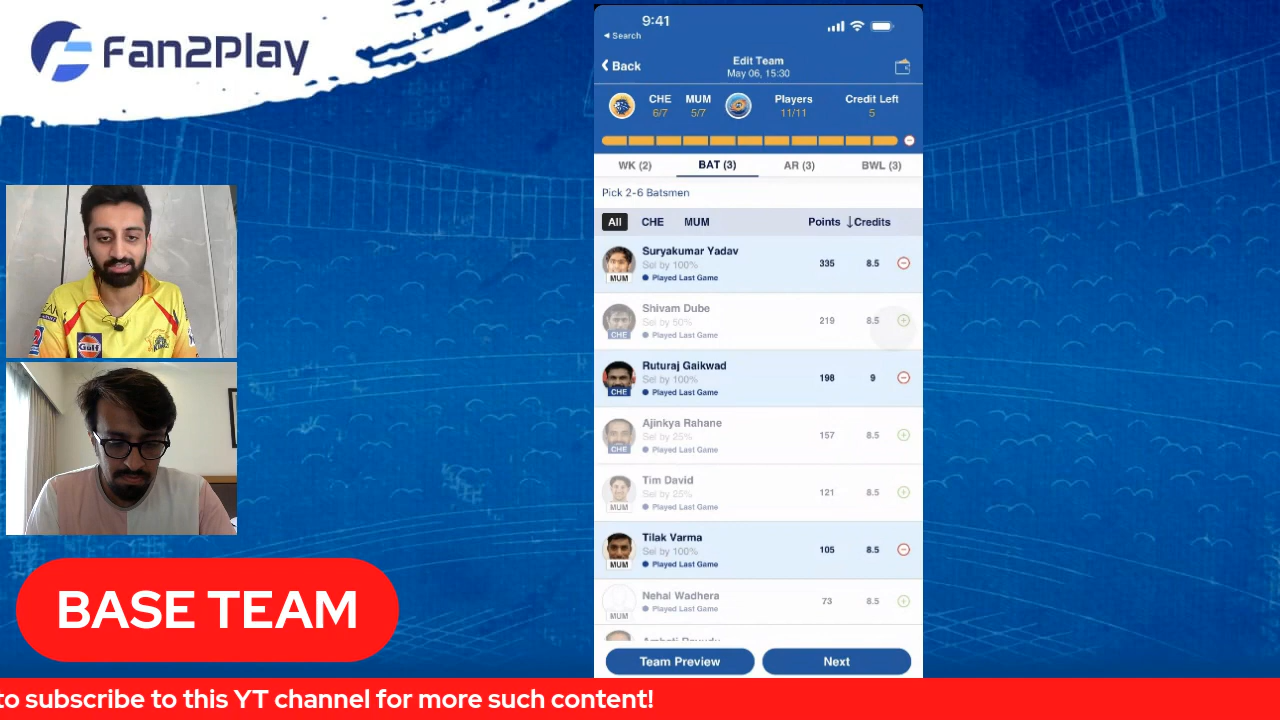 Fan2Play
Gulf
BASE TEAM
to subscribe to this YT channel for more such content!
9:41
Search
Back
Edit Team
May 06, 15:30
CHE
6/7
MUM
5/7
Players
11/11
Credit Left
5
WK (2)
BAT (3)
AR (3)
BWL (3)
Pick 2-6 Batsmen
All
CHE
MUM
Points
↓Credits
Suryakumar Yadav
Sel by 100%
Played Last Game
MUM
335
8.5
Shivam Dube
Sel by 50%
Played Last Game
CHE
219
8.5
Ruturaj Gaikwad
Sel by 100%
Played Last Game
CHE
198
9
Ajinkya Rahane
Sel by 25%
Played Last Game
CHE
157
8.5
Tim David
Sel by 25%
Played Last Game
MUM
121
8.5
Tilak Varma
Sel by 100%
Played Last Game
MUM
105
8.5
Nehai Wadhera
Played Last Game
MUM
73
8.5
Team Preview
Next